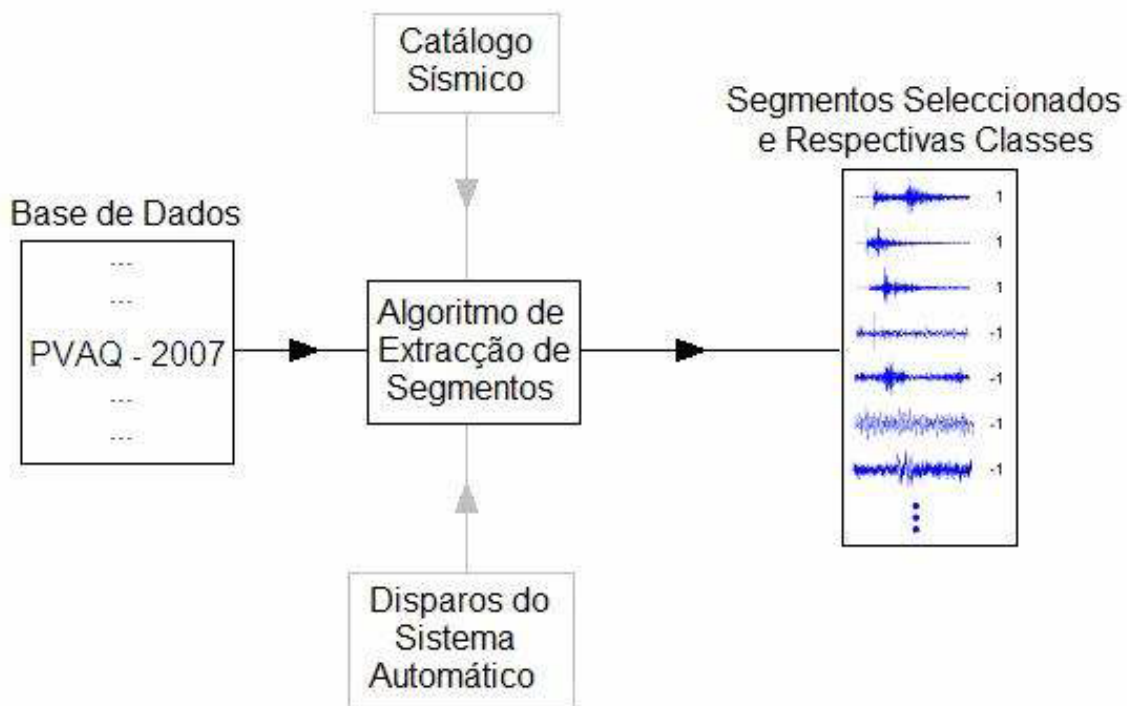 Catálogo
Sísmico
Segmentos Seleccionados
e Respectivas Classes
Base de Dados
---
---
PVAQ - 2007
---
---
Algoritmo de
Extracção de
Segmentos
1
1
1
-1
-1
-1
-1
Disparos do
Sistema
Automático